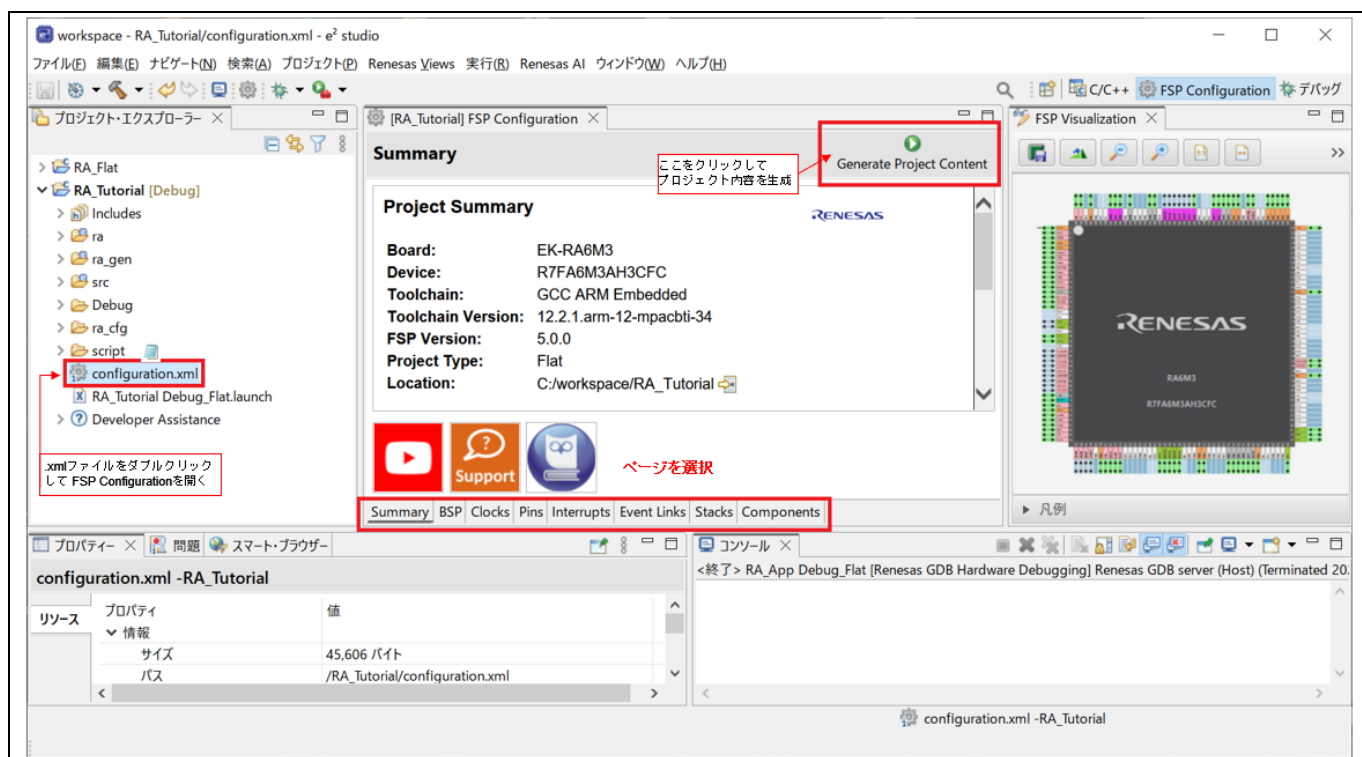 workspace - RA_Tutorial/configuration.xml - e² studio
ファイル(F) 編集(E) ナビゲート(N) 検索(A) プロジェクト(P) Renesas Views 実行(R) Renesas AI ウィンドウ(W) ヘルプ(H)
C/C++ FSP Configuration デバッグ
プロジェクト・エクスプローラー
RA_Flat
RA_Tutorial [Debug]
Includes
ra
ra_gen
src
Debug
ra_cfg
script
configuration.xml
RA_Tutorial Debug_Flat.launch
Developer Assistance
.xmlファイルをダブルクリック
して FSP Configurationを開く
[RA_Tutorial] FSP Configuration
Summary
ここをクリックして
プロジェクト内容を生成
Generate Project Content
Project Summary
RENESAS
Board: EK-RA6M3
Device: R7FA6M3AH3CFC
Toolchain: GCC ARM Embedded
Toolchain Version: 12.2.1.arm-12-mpacbti-34
FSP Version: 5.0.0
Project Type: Flat
Location: C:/workspace/RA_Tutorial
Support
ページを選択
Summary BSP Clocks Pins Interrupts Event Links Stacks Components
FSP Visualization
RENESAS
RA6M3
R7FA6M3AH3CFC
凡例
プロパティー 問題 スマート・ブラウザー
configuration.xml -RA_Tutorial
リソース
プロパティ 値
情報
サイズ 45,606 バイト
パス /RA_Tutorial/configuration.xml
コンソール
<終了> RA_App Debug_Flat [Renesas GDB Hardware Debugging] Renesas GDB server (Host) (Terminated 20
configuration.xml -RA_Tutorial